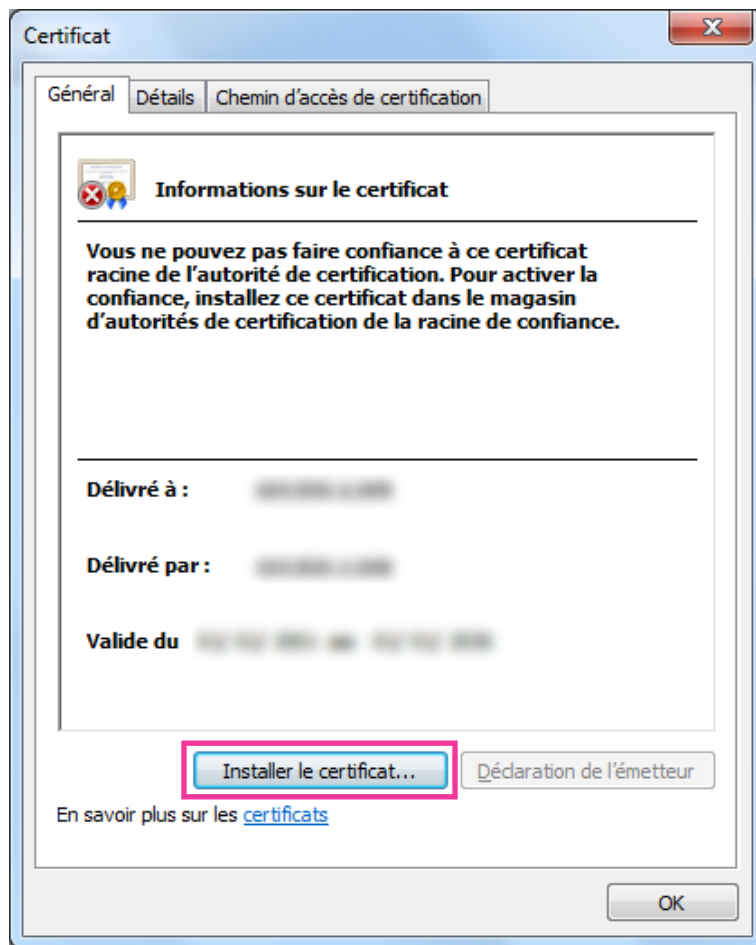 Certificat
Général Détails Chemin d'accès de certification
Informations sur le certificat
Vous ne pouvez pas faire confiance à ce certificat
racine de l'autorité de certification. Pour activer la
confiance, installez ce certificat dans le magasin
d'autorités de certification de la racine de confiance.
Délivré à :
Délivré par :
Valide du
Installer le certificat... Déclaration de l'émetteur
En savoir plus sur les certificats
OK